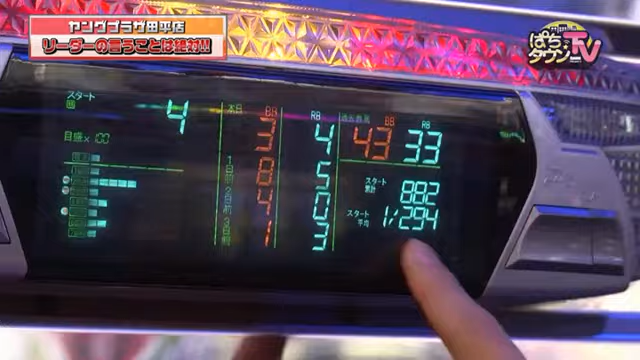 ヤングプラザ田平店
リーダーの言うことは絶対!!
ぱち
タウン
TV
スタート
回
4
目盛×100
BB
RB
本日
3
4
1日前
8
5
2日前
4
0
3日前
1
3
過去最高
BB
RB
43
33
スタート
累計
882
スタート
平均
1/294